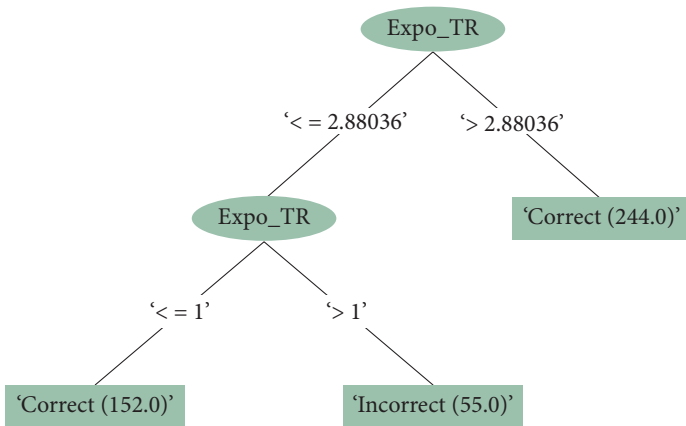 Expo_TR
‘< = 2.88036’
‘> 2.88036’
Expo_TR
‘Correct (244.0)’
‘< = 1’
‘> 1’
‘Correct (152.0)’
‘Incorrect (55.0)’